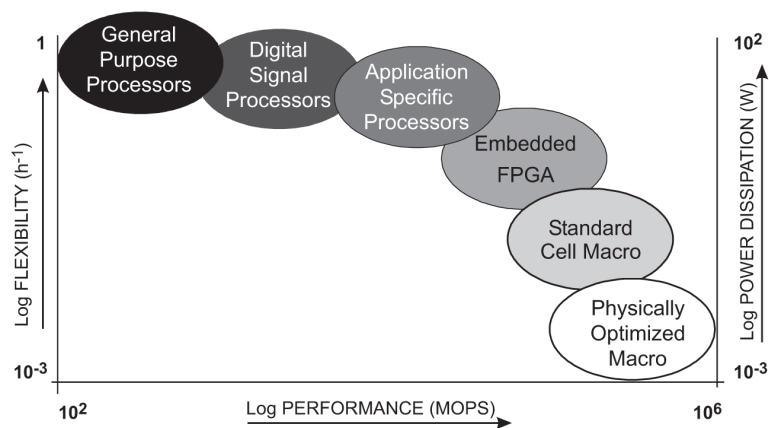 General
Purpose
Processors
Digital
Signal
Processors
Application
Specific
Processors
Embedded
FPGA
Standard
Cell Macro
Physically
Optimized
Macro
1
Log FLEXIBILITY (h⁻¹)
10⁻³
10²
Log POWER DISSIPATION (W)
10⁻³
10²
Log PERFORMANCE (MOPS)
10⁶